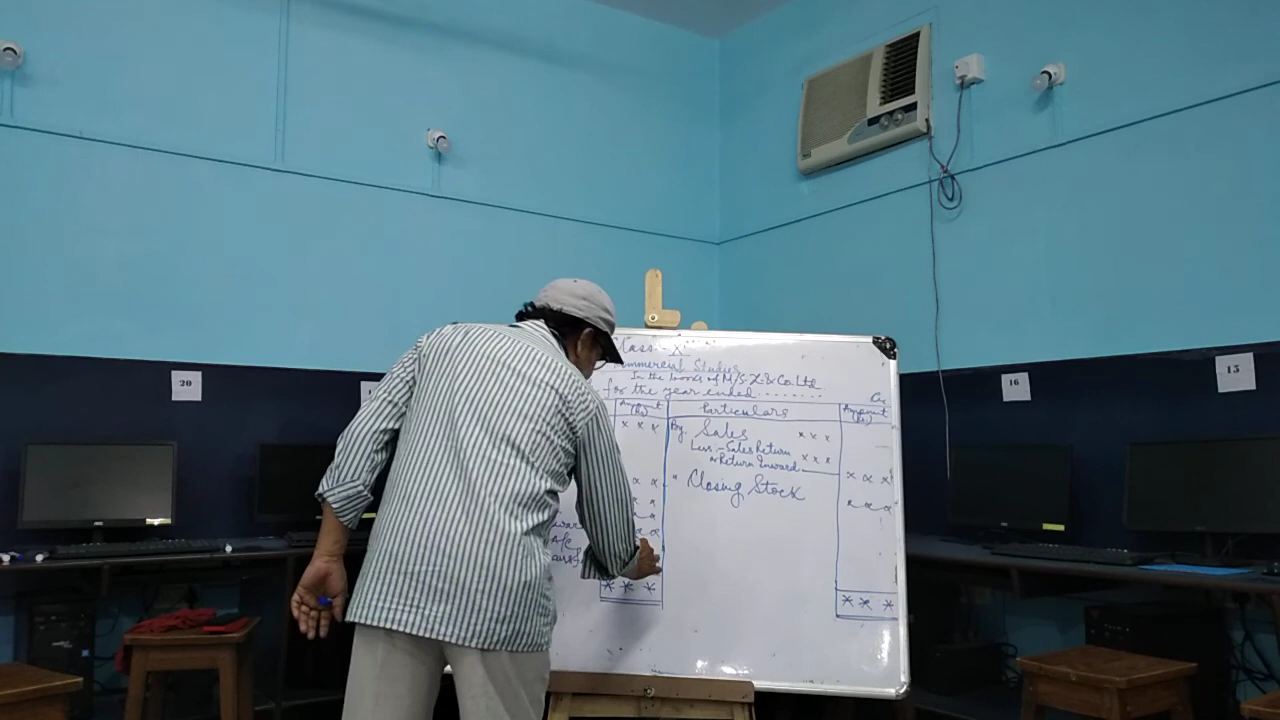 20
16
15
Class - X
Commercial Studies
In the books of M/S. X & Co. Ltd
for the year ended ........
Cr
Amount (Rs)
Particulars
Amount (Rs)
x x x
By. Sales x x x
Less :- Sales Return x x x
or Return Inward
x x x
" Closing Stock
x x x
x x
x x
x x
x x
A/c
* * *
* * *